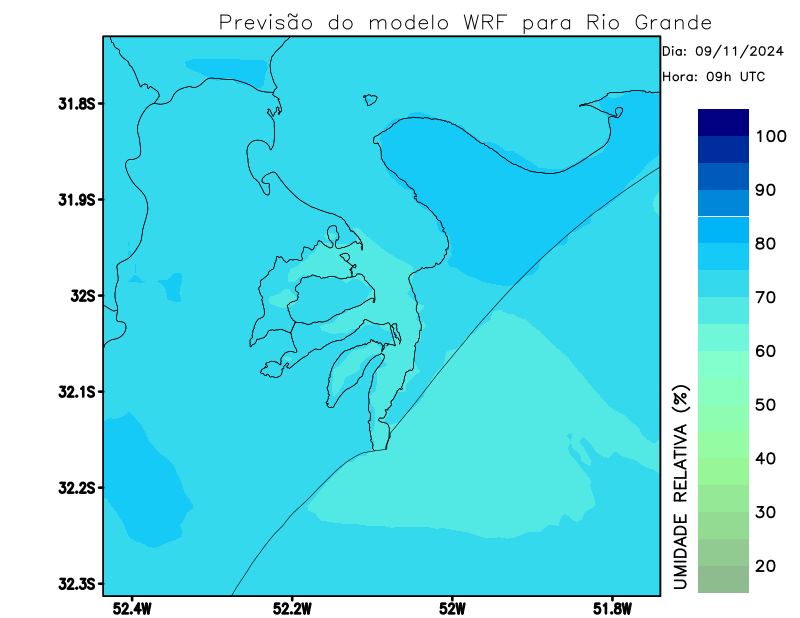 Previsão do modelo WRF para Rio Grande
Dia: 09/11/2024
Hora: 09h UTC
31.8S
31.9S
32S
32.1S
32.2S
32.3S
52.4W
52.2W
52W
51.8W
100
90
80
70
60
50
40
30
20
UMIDADE RELATIVA (%)